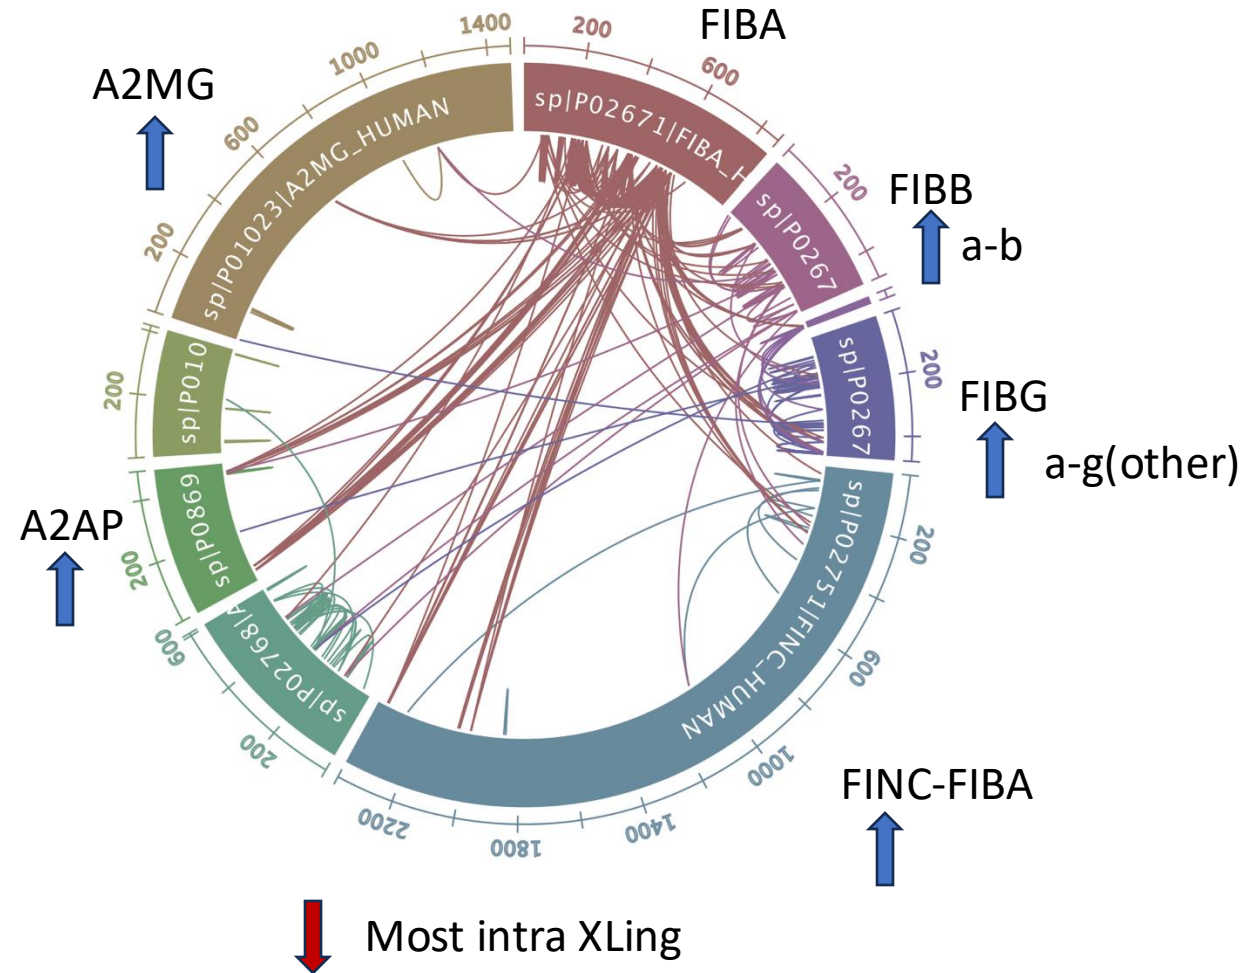 FIBA
A2MG
FIBB
a-b
FIBG
a-g(other)
A2AP
FINC-FIBA
Most intra XLing
sp|P02671|FIBA_H
200
600
sp|P0267
200
sp|P0267
200
sp|P02751|FINC_HUMAN
200
600
1000
1400
1800
2200
sp|P02768|A
200
600
sp|P0869
200
sp|P010
200
sp|P01023|A2MG_HUMAN
200
600
1000
1400